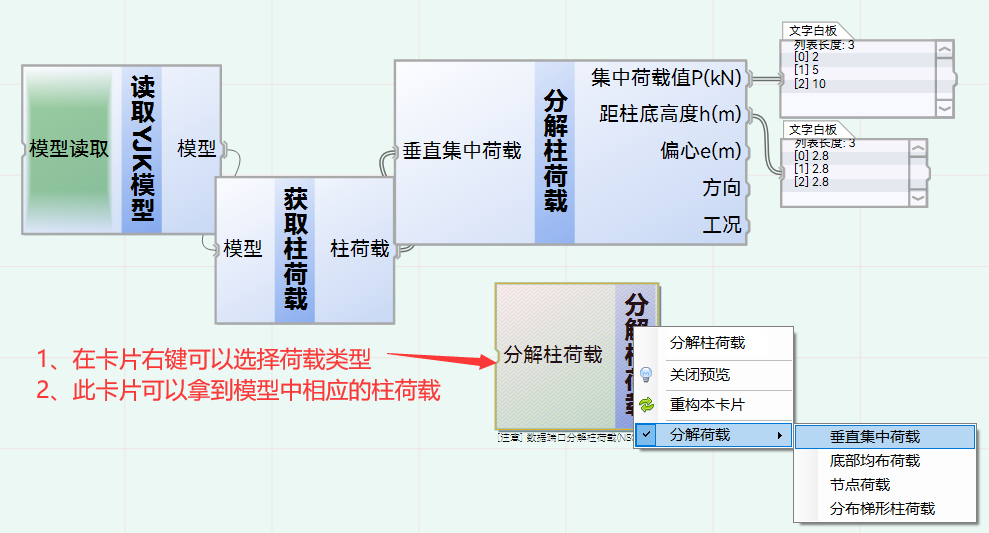 文字白板
列表长度: 3
[0] 2
[1] 5
[2] 10
模型读取
读取YJK模型
模型
垂直集中荷载
分解柱荷载
集中荷载值P(kN)
距柱底高度h(m)
偏心e(m)
方向
工况
文字白板
列表长度: 3
[0] 2.8
[1] 2.8
[2] 2.8
模型
获取柱荷载
柱荷载
1、在卡片右键可以选择荷载类型
2、此卡片可以拿到模型中相应的柱荷载
分解柱荷载
分解柱荷载
[注意] 数据端口分解柱荷载(NS
分解柱荷载
关闭预览
重构本卡片
分解荷载
垂直集中荷载
底部均布荷载
节点荷载
分布梯形柱荷载